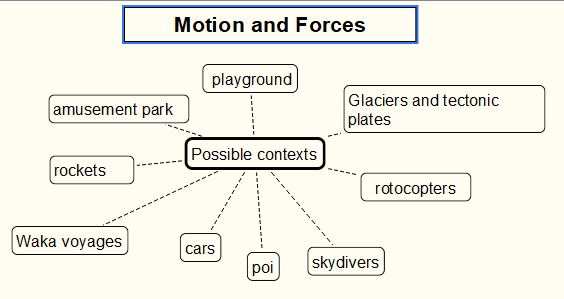 Motion and Forces
playground
amusement park
Glaciers and tectonic
plates
Possible contexts
rockets
rotocopters
Waka voyages
cars
poi
skydivers